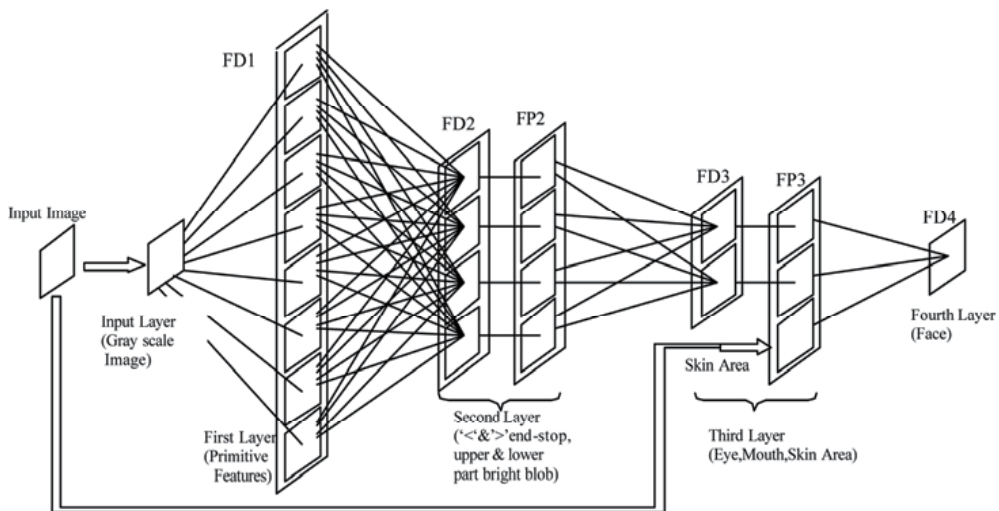 FD1
FD2
FP2
FD3
FP3
FD4
Input Image
Input Layer
(Gray scale
Image)
First Layer
(Primitive
Features)
Second Layer
('<'&'>'end-stop,
upper & lower
part bright blob)
Skin Area
Third Layer
(Eye,Mouth,Skin Area)
Fourth Layer
(Face)